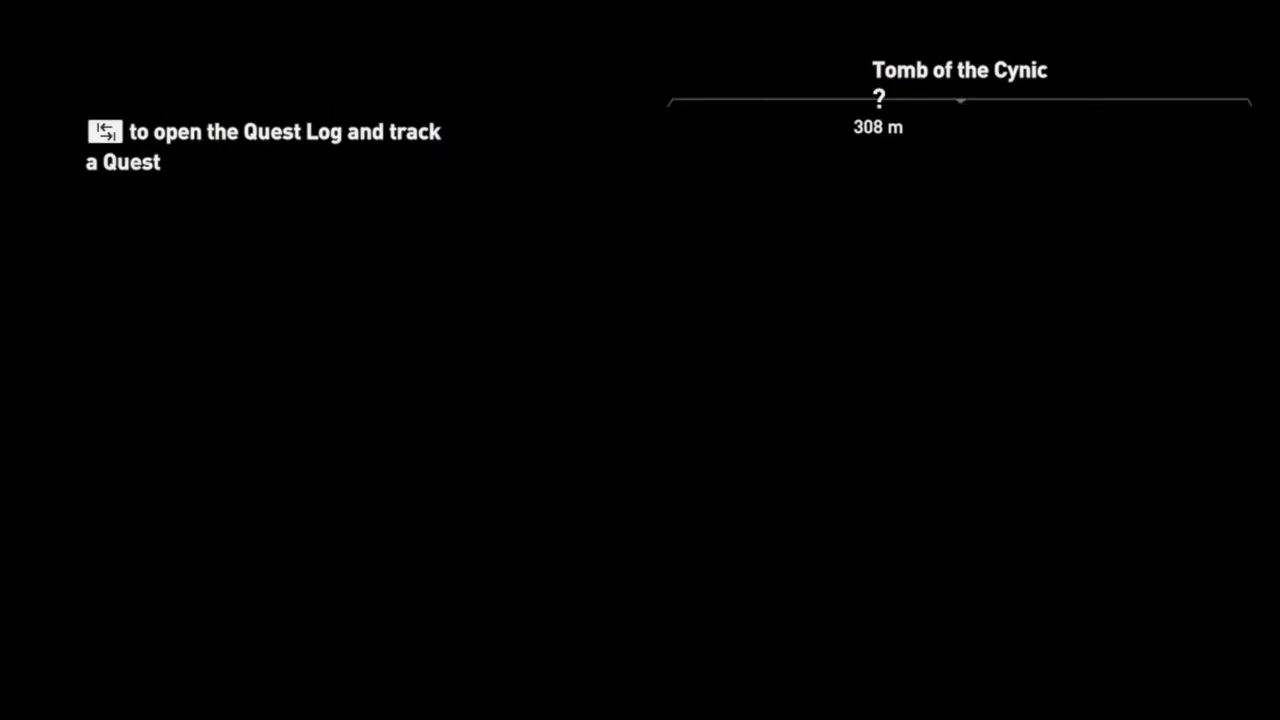 to open the Quest Log and track
a Quest
Tomb of the Cynic
?
308 m